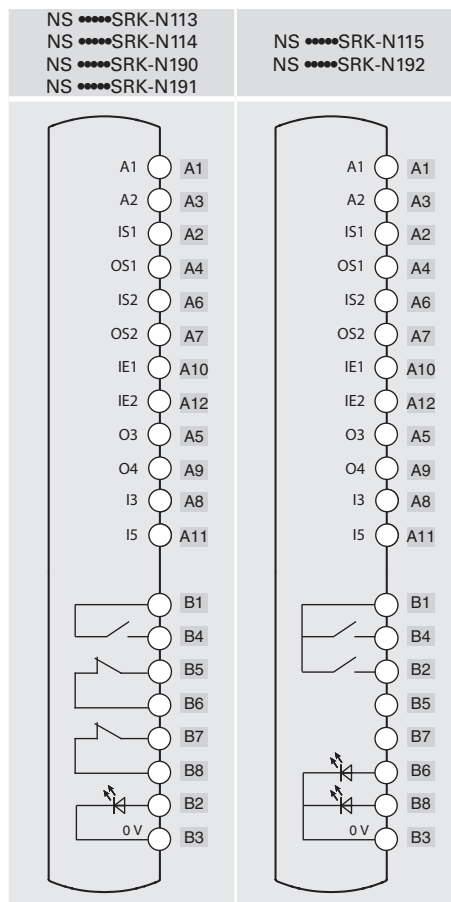 NS •••••SRK-N113
NS •••••SRK-N114
NS •••••SRK-N190
NS •••••SRK-N191
NS •••••SRK-N115
NS •••••SRK-N192
A1 A1
A2 A3
IS1 A2
OS1 A4
IS2 A6
OS2 A7
IE1 A10
IE2 A12
O3 A5
O4 A9
I3 A8
I5 A11
B1
B4
B5
B6
B7
B8
B2
0 V B3
A1 A1
A2 A3
IS1 A2
OS1 A4
IS2 A6
OS2 A7
IE1 A10
IE2 A12
O3 A5
O4 A9
I3 A8
I5 A11
B1
B4
B2
B5
B7
B6
B8
0 V B3